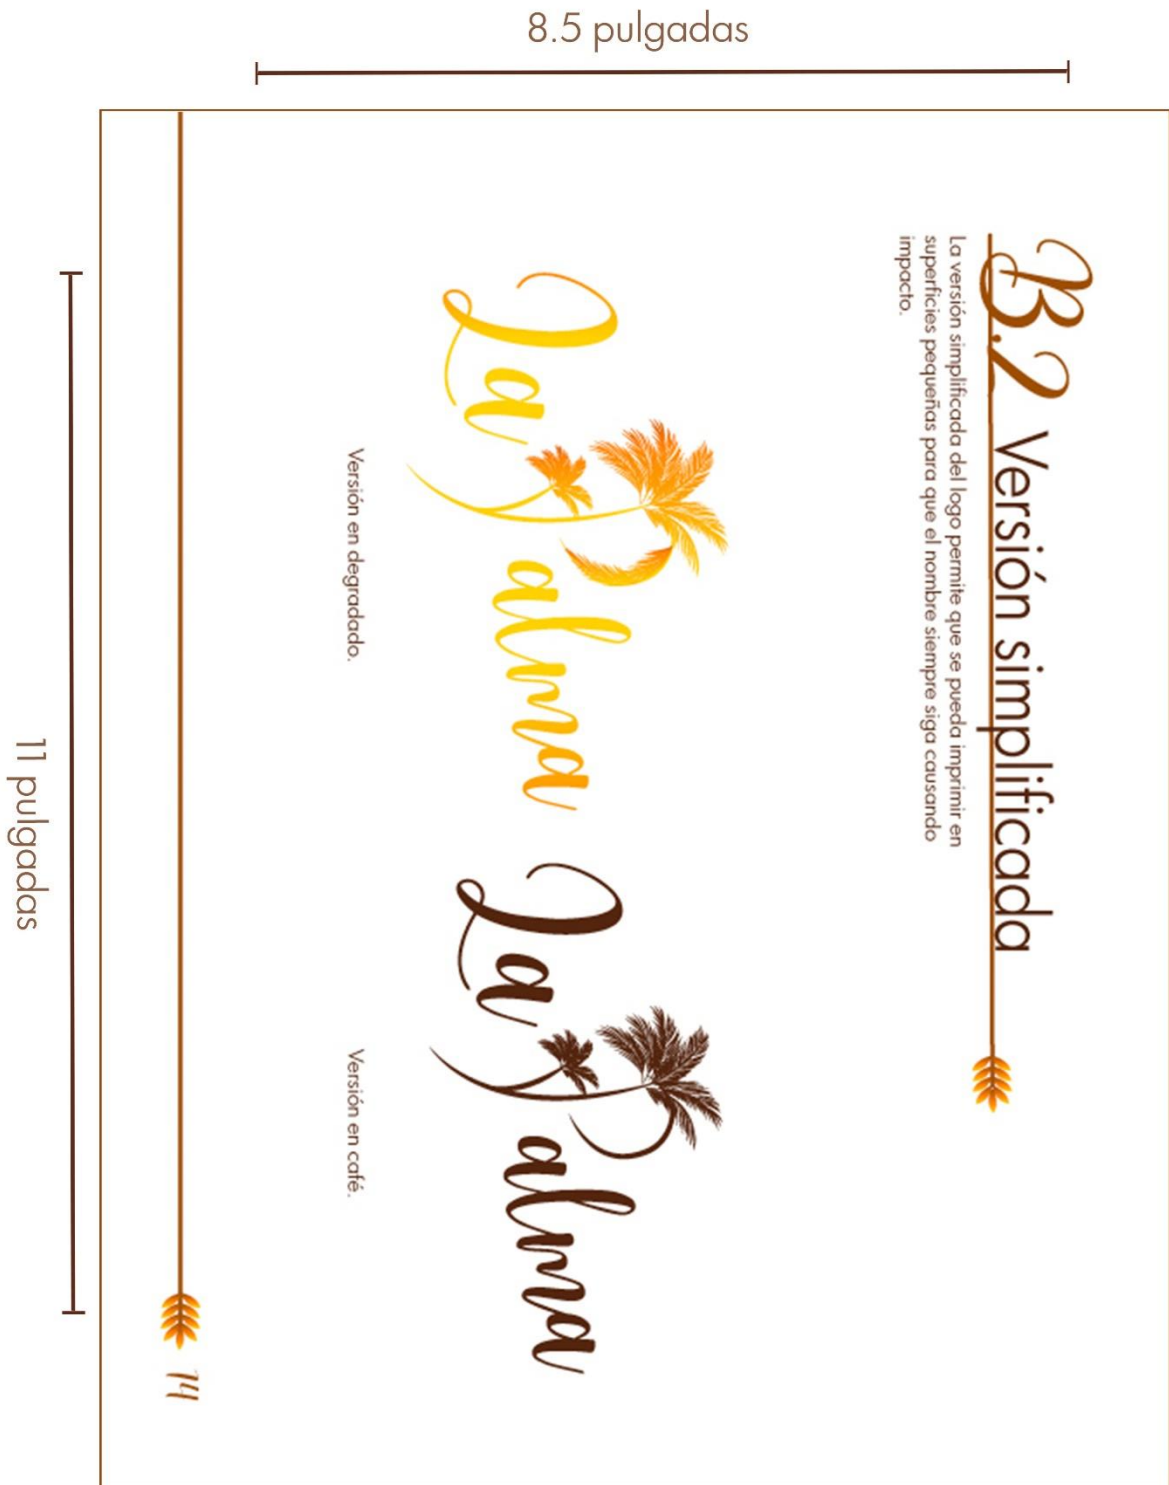 8.5 pulgadas
11 pulgadas
B.2 Versión simplificada
La versión simplificada del logo permite que se pueda imprimir en
superficies pequeñas para que el nombre siempre siga causando
impacto.
La Palma
La Palma
Versión en degradado.
Versión en café.
14